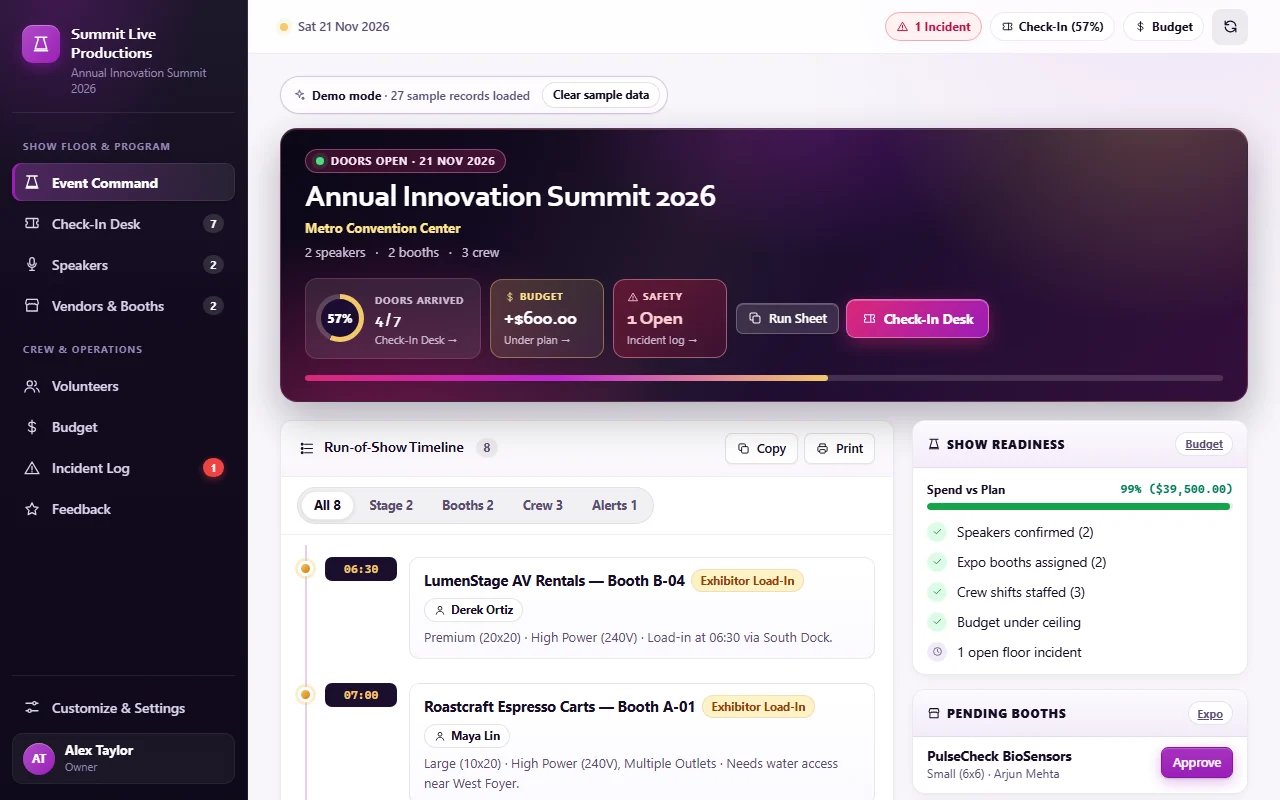 Summit Live
Productions
Annual Innovation Summit
2026
SHOW FLOOR & PROGRAM
Event Command
Check-In Desk 7
Speakers 2
Vendors & Booths 2
CREW & OPERATIONS
Volunteers
Budget
Incident Log 1
Feedback
Customize & Settings
AT
Alex Taylor
Owner
Sat 21 Nov 2026
1 Incident
Check-In (57%)
$ Budget
Demo mode · 27 sample records loaded
Clear sample data
DOORS OPEN · 21 NOV 2026
Annual Innovation Summit 2026
Metro Convention Center
2 speakers · 2 booths · 3 crew
57%
DOORS ARRIVED
4/7
Check-In Desk →
$ BUDGET
+$600.00
Under plan →
SAFETY
1 Open
Incident log →
Run Sheet
Check-In Desk
Run-of-Show Timeline 8
Copy
Print
All 8
Stage 2
Booths 2
Crew 3
Alerts 1
06:30
LumenStage AV Rentals — Booth B-04 Exhibitor Load-In
Derek Ortiz
Premium (20x20) · High Power (240V) · Load-in at 06:30 via South Dock.
07:00
Roastcraft Espresso Carts — Booth A-01 Exhibitor Load-In
Maya Lin
Large (10x20) · High Power (240V), Multiple Outlets · Needs water access
near West Foyer.
SHOW READINESS
Budget
Spend vs Plan 99% ($39,500.00)
Speakers confirmed (2)
Expo booths assigned (2)
Crew shifts staffed (3)
Budget under ceiling
1 open floor incident
PENDING BOOTHS
Expo
PulseCheck BioSensors
Small (6x6) · Arjun Mehta
Approve